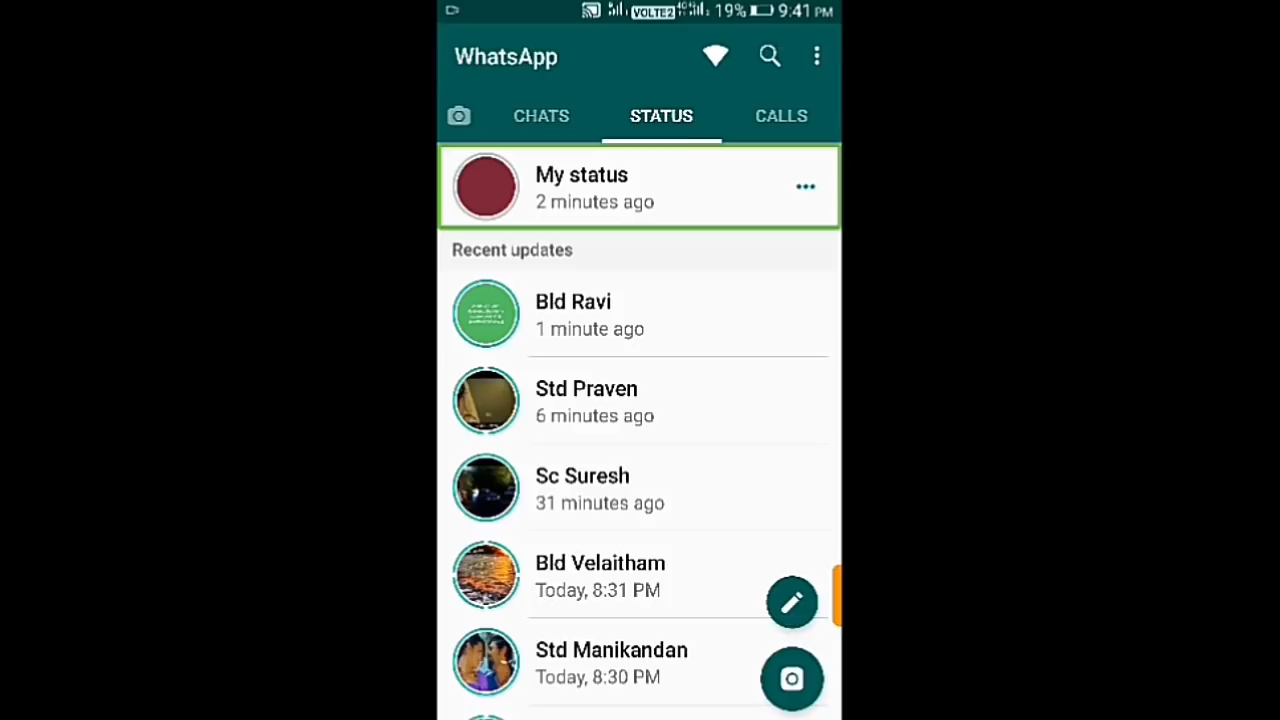 VOLTE2 4G 19% 9:41 PM
WhatsApp
CHATS STATUS CALLS
My status
2 minutes ago
Recent updates
Bld Ravi
1 minute ago
Std Praven
6 minutes ago
Sc Suresh
31 minutes ago
Bld Velaitham
Today, 8:31 PM
Std Manikandan
Today, 8:30 PM